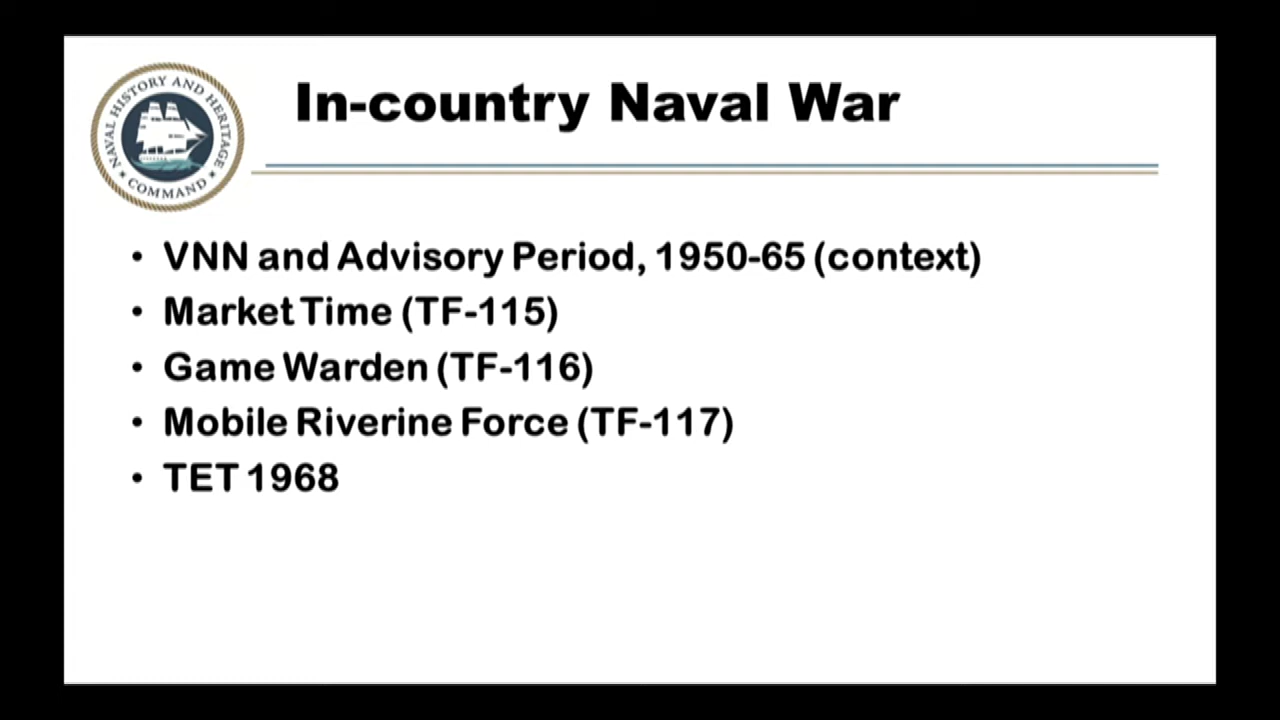 NAVAL HISTORY AND HERITAGE
COMMAND
In-country Naval War
• VNN and Advisory Period, 1950-65 (context)
• Market Time (TF-115)
• Game Warden (TF-116)
• Mobile Riverine Force (TF-117)
• TET 1968